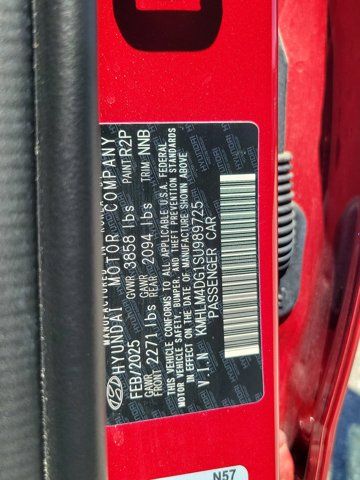 MANUFACTURED BY
HYUNDAI MOTOR COMPANY
FEB/2025 GVWR 3858 lbs PAINT R2P
GAWR FRONT 2271 lbs GAWR REAR 2094 lbs TRIM NNB
THIS VEHICLE CONFORMS TO ALL APPLICABLE U.S.A. FEDERAL
MOTOR VEHICLE SAFETY, BUMPER, AND THEFT PREVENTION STANDARDS
IN EFFECT ON THE DATE OF MANUFACTURE SHOWN ABOVE
V.I.N KMHLM4DG1SU989725
PASSENGER CAR
N57